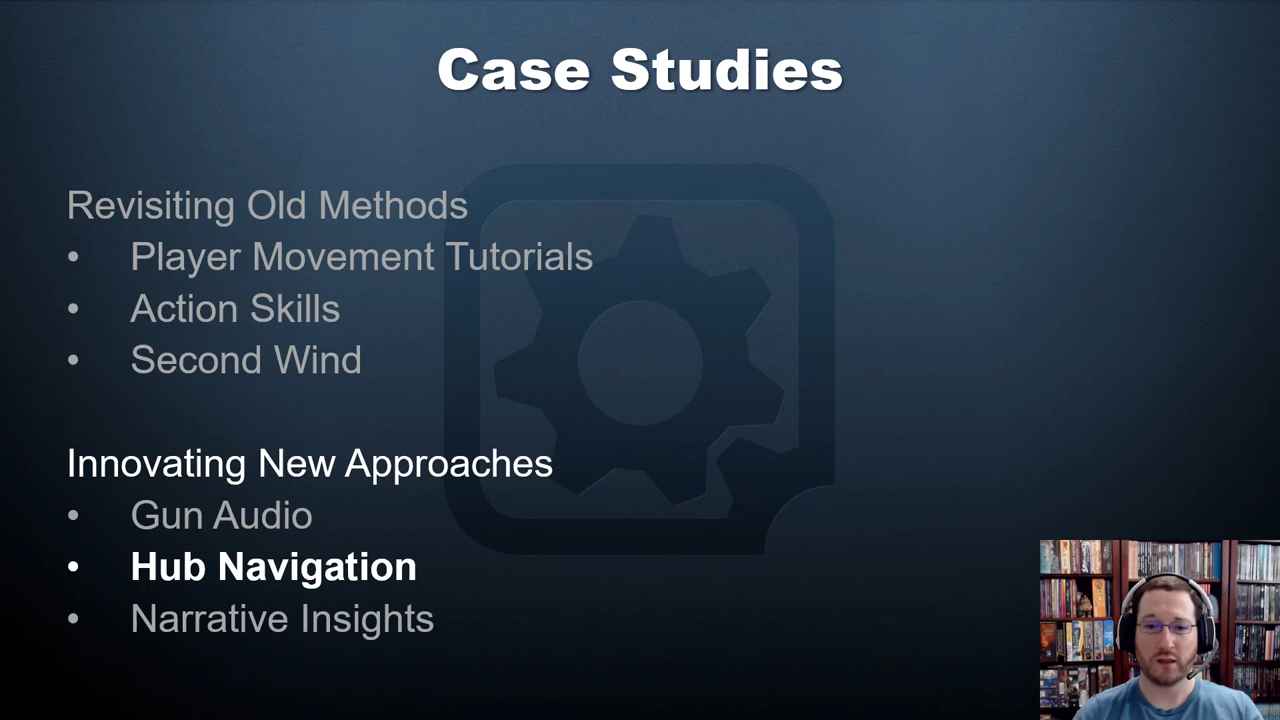 Case Studies
Revisiting Old Methods
• Player Movement Tutorials
• Action Skills
• Second Wind
Innovating New Approaches
• Gun Audio
• Hub Navigation
• Narrative Insights